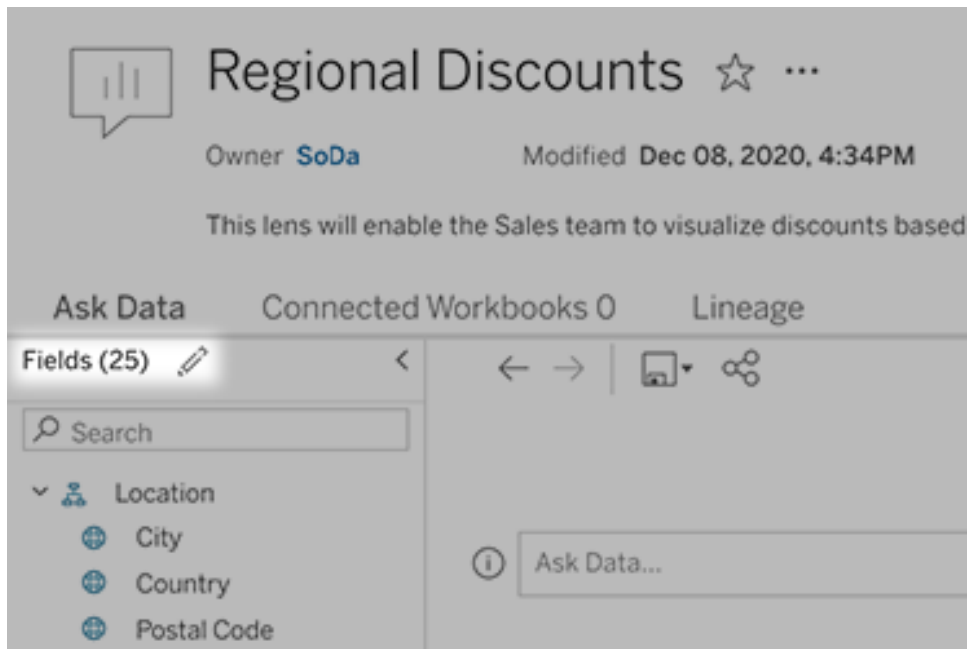 Regional Discounts ...
Owner SoDa Modified Dec 08, 2020, 4:34PM
This lens will enable the Sales team to visualize discounts based
Ask Data Connected Workbooks 0 Lineage
Fields (25)
Search
Location
City
Ask Data...
Country
Postal Code